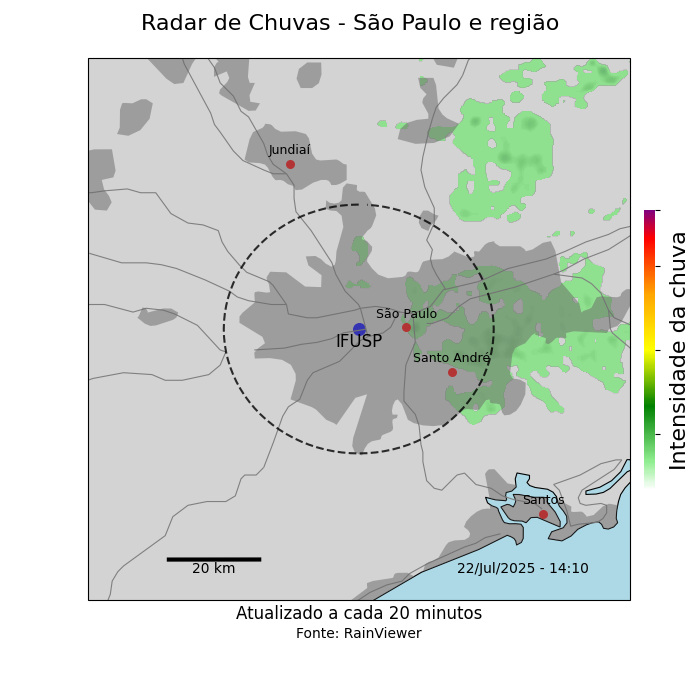 Radar de Chuvas - São Paulo e região
Jundiaí
São Paulo
IFUSP
Santo André
Santos
20 km
22/Jul/2025 - 14:10
Intensidade da chuva
Atualizado a cada 20 minutos
Fonte: RainViewer